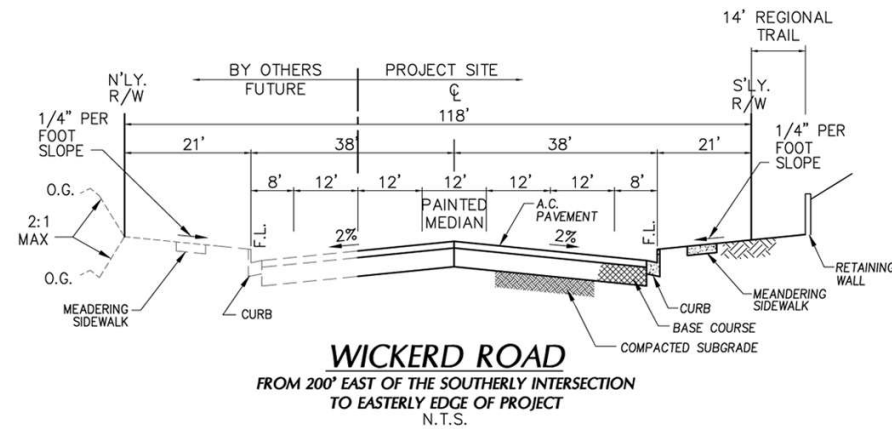 14' REGIONAL
TRAIL
N'LY.
R/W
BY OTHERS
FUTURE
PROJECT SITE
℄
S'LY.
R/W
118'
1/4" PER
FOOT
SLOPE
1/4" PER
FOOT
SLOPE
21'
38'
38'
21'
8'
12'
12'
12'
12'
12'
8'
O.G.
2:1
MAX
O.G.
PAINTED
MEDIAN
A.C.
PAVEMENT
F.L.
2%
2%
F.L.
MEADERING
SIDEWALK
CURB
CURB
BASE COURSE
COMPACTED SUBGRADE
MEANDERING
SIDEWALK
RETAINING
WALL
WICKERD ROAD
FROM 200' EAST OF THE SOUTHERLY INTERSECTION
TO EASTERLY EDGE OF PROJECT
N.T.S.